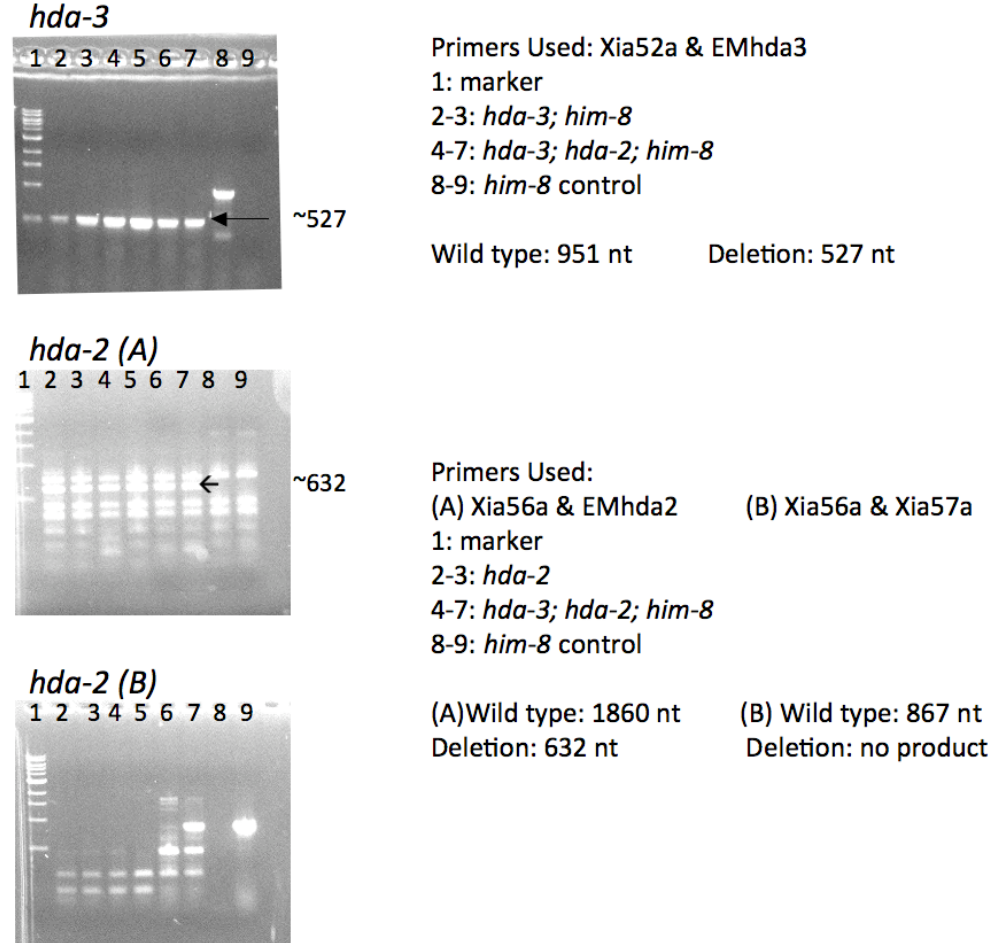 hda-3
1 2 3 4 5 6 7 8 9
~527
Primers Used: Xia52a & EMhda3
1: marker
2-3: hda-3; him-8
4-7: hda-3; hda-2; him-8
8-9: him-8 control
Wild type: 951 nt Deletion: 527 nt
hda-2 (A)
1 2 3 4 5 6 7 8 9
~632
Primers Used:
(A) Xia56a & EMhda2 (B) Xia56a & Xia57a
1: marker
2-3: hda-2
4-7: hda-3; hda-2; him-8
8-9: him-8 control
hda-2 (B)
1 2 3 4 5 6 7 8 9
(A)Wild type: 1860 nt (B) Wild type: 867 nt
Deletion: 632 nt Deletion: no product